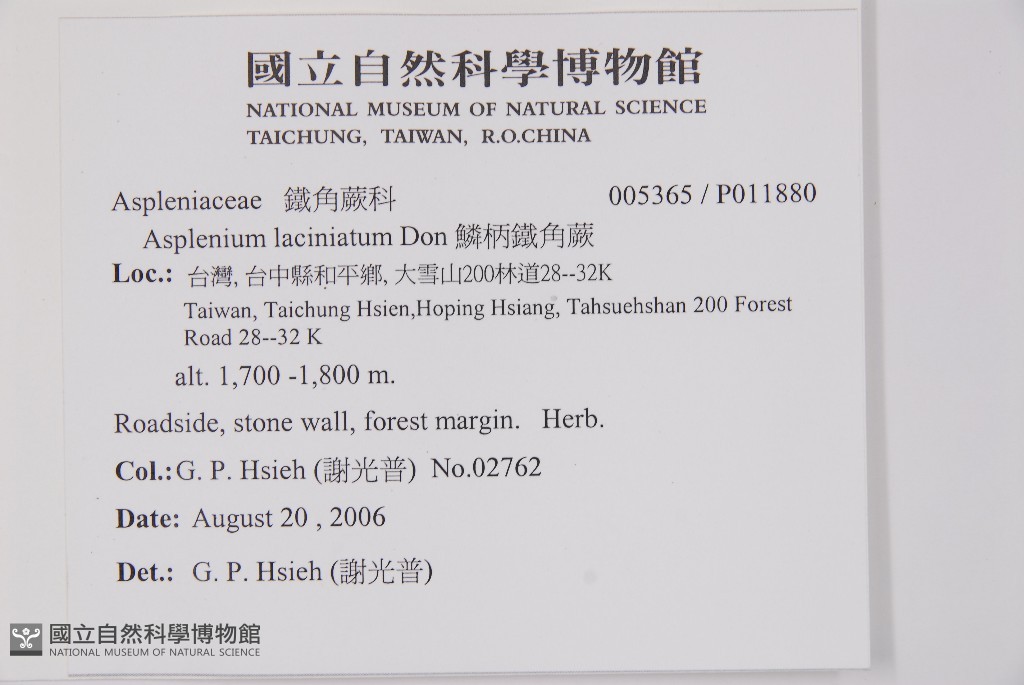 國立自然科學博物館
NATIONAL MUSEUM OF NATURAL SCIENCE
TAICHUNG, TAIWAN, R.O.CHINA
Aspleniaceae 鐵角蕨科 005365 / P011880
Asplenium laciniatum Don 鱗柄鐵角蕨
Loc.: 台灣, 台中縣和平鄉, 大雪山200林道28--32K
Taiwan, Taichung Hsien,Hoping Hsiang, Tahsuehshan 200 Forest
Road 28--32 K
alt. 1,700 -1,800 m.
Roadside, stone wall, forest margin. Herb.
Col.: G. P. Hsieh (謝光普) No.02762
Date: August 20 , 2006
Det.: G. P. Hsieh (謝光普)
國立自然科學博物館
NATIONAL MUSEUM OF NATURAL SCIENCE